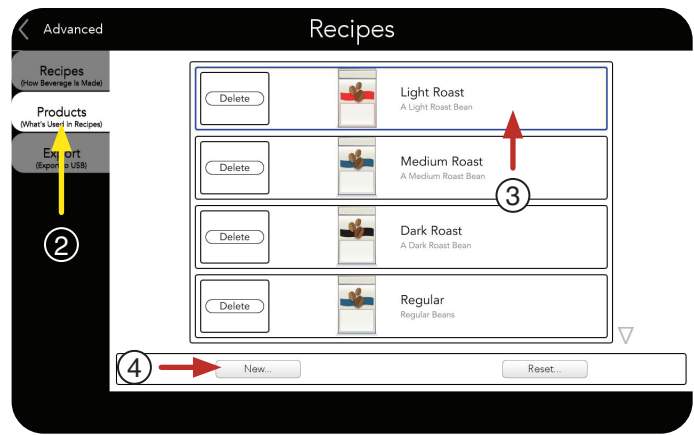 Advanced
Recipes
Recipes
(How Beverage Is Made)
Products
(What's Used In Recipes)
Export
(Export to USB)
2
Delete
Light Roast
A Light Roast Bean
3
Delete
Medium Roast
A Medium Roast Bean
Delete
Dark Roast
A Dark Roast Bean
Delete
Regular
Regular Beans
4
New...
Reset...